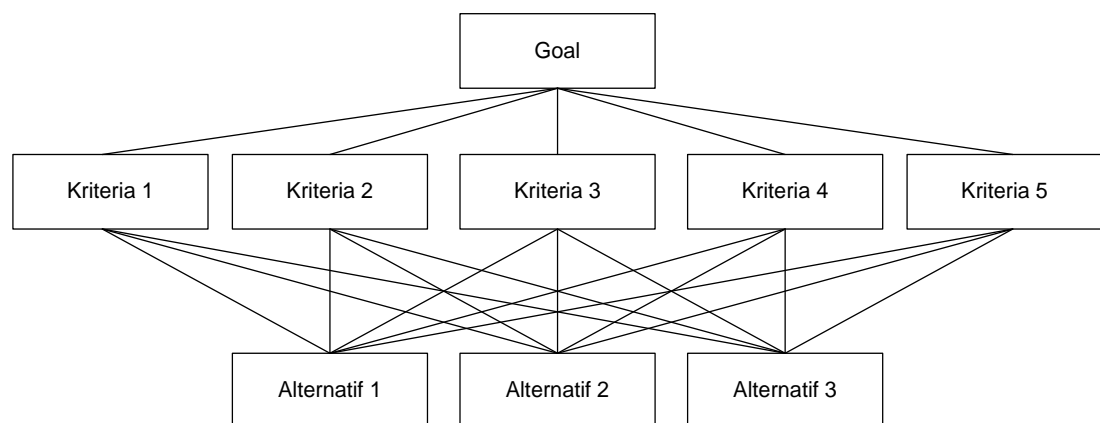 Goal
Kriteria 1
Kriteria 2
Kriteria 3
Kriteria 4
Kriteria 5
Alternatif 1
Alternatif 2
Alternatif 3